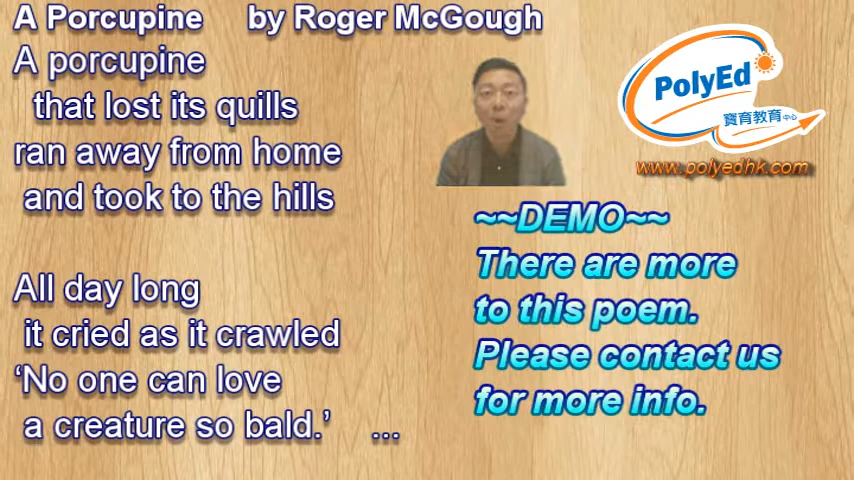 A Porcupine by Roger McGough
A porcupine
that lost its quills
ran away from home
and took to the hills
All day long
it cried as it crawled
‘No one can love
a creature so bald.’ ...
PolyEd
寶育教育中心
www.polyedhk.com
~~DEMO~~
There are more
to this poem.
Please contact us
for more info.